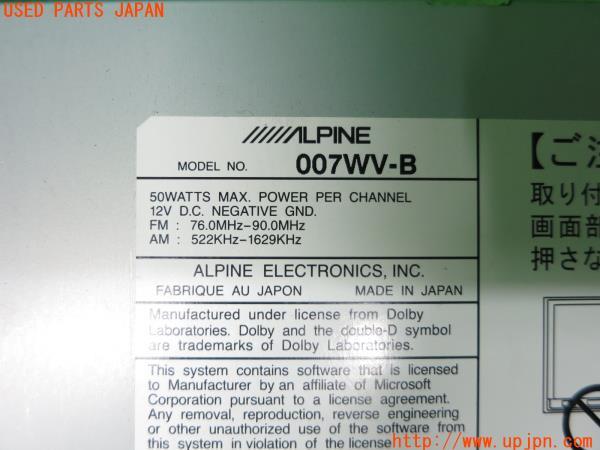 USED PARTS JAPAN
ALPINE
MODEL NO. 007WV-B
50WATTS MAX. POWER PER CHANNEL
12V D.C. NEGATIVE GND.
FM : 76.0MHz-90.0MHz
AM : 522KHz-1629KHz
ALPINE ELECTRONICS, INC.
FABRIQUE AU JAPON MADE IN JAPAN
Manufactured under license from Dolby
Laboratories. Dolby and the double-D symbol
are trademarks of Dolby Laboratories.
This system contains software that is licensed
to Manufacturer by an affiliate of Microsoft
Corporation pursuant to a license agreement.
Any removal, reproduction, reverse engineering
or other unauthorized use of the software from
this system in violation of the license
【ご注
取り付
画面部
押さな
http://www.upjpn.com/